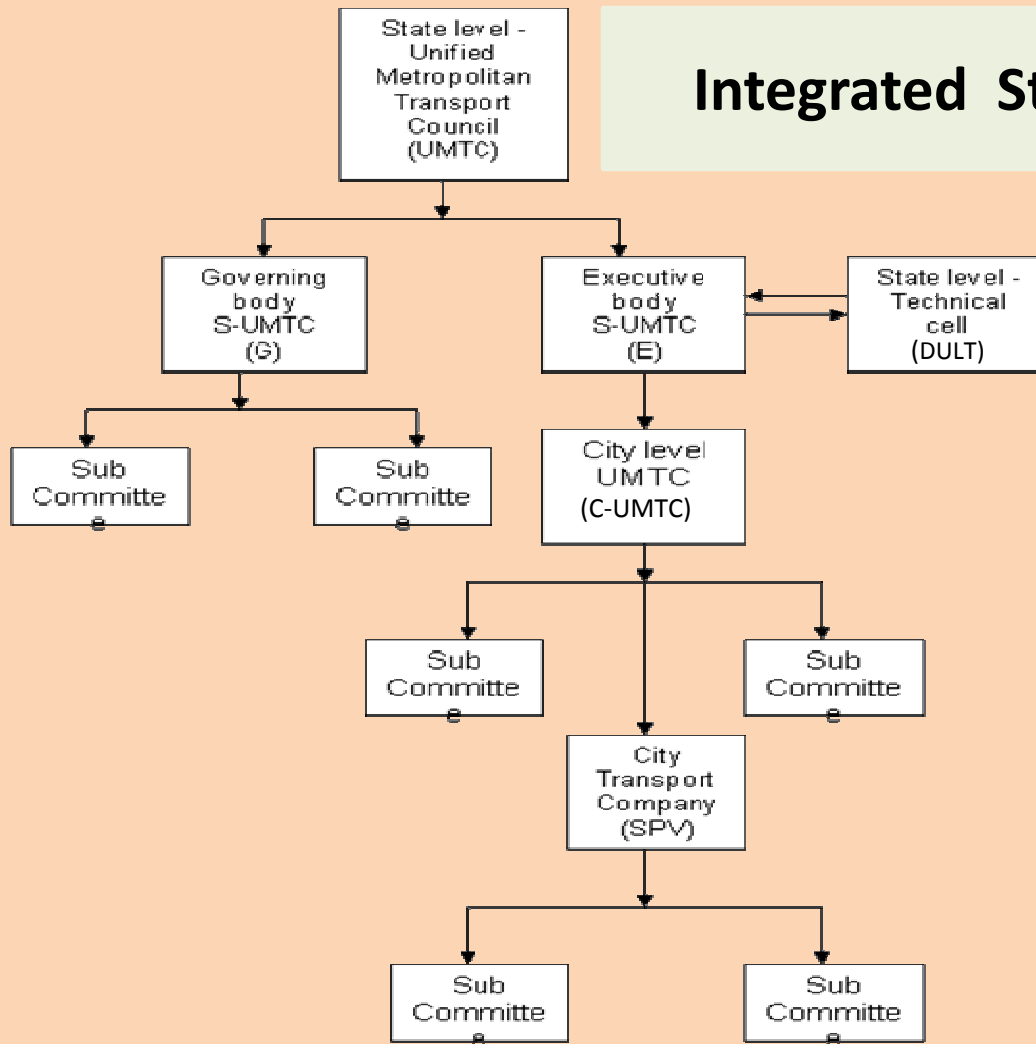 State level -
Unified
Metropolitan
Transport
Council
(UMTC)
Integrated St
Governing
body
S-UMTC
(G)
Executive
body
S-UMTC
(E)
State level -
Technical
cell
(DULT)
Sub
Committe
e
Sub
Committe
e
City level
UMTC
(C-UMTC)
Sub
Committe
e
Sub
Committe
e
City
Transport
Company
(SPV)
Sub
Committe
e
Sub
Committe
e